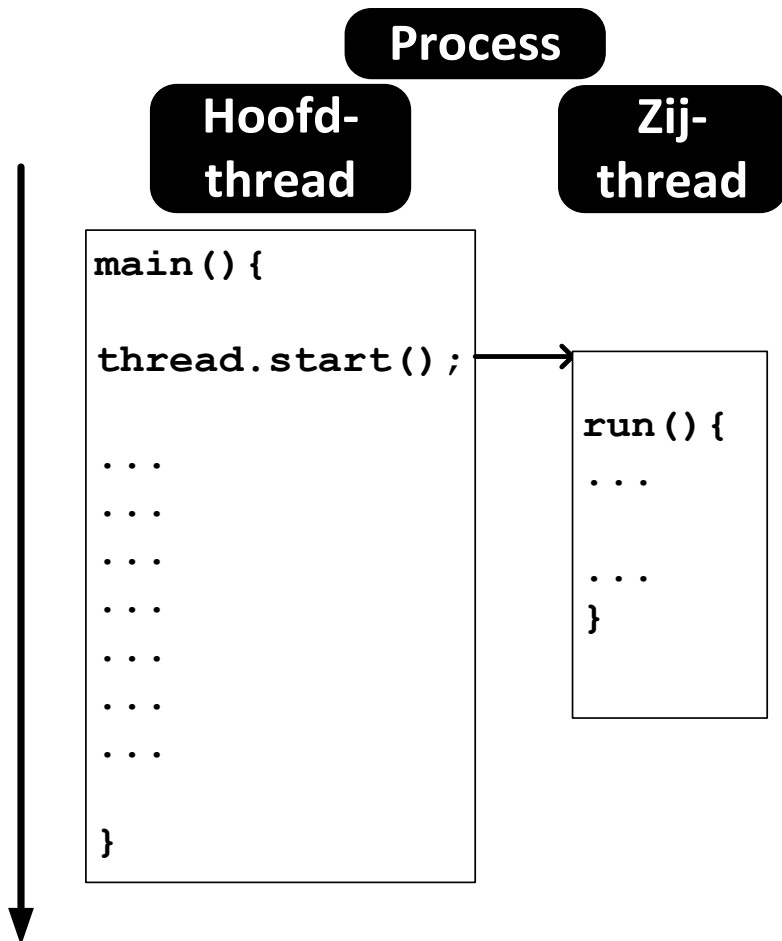 Process
Hoofd-
thread
Zij-
thread
main(){
thread.start();
...
...
...
...
...
...
...
}
run(){
...
...
}